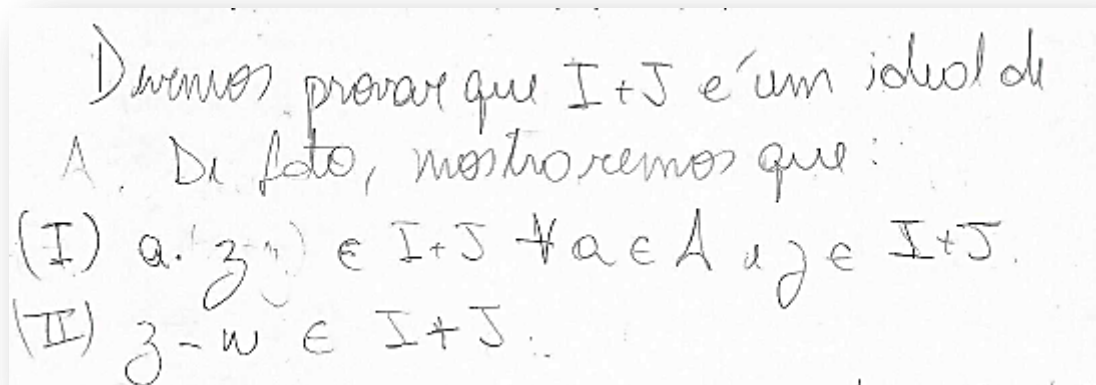 Devemos provar que I+J é um ideal de
A. De fato, mostraremos que:
(I) a.z ∈ I+J ∀a∈A e z∈ I+J.
(II) z-w ∈ I+J.